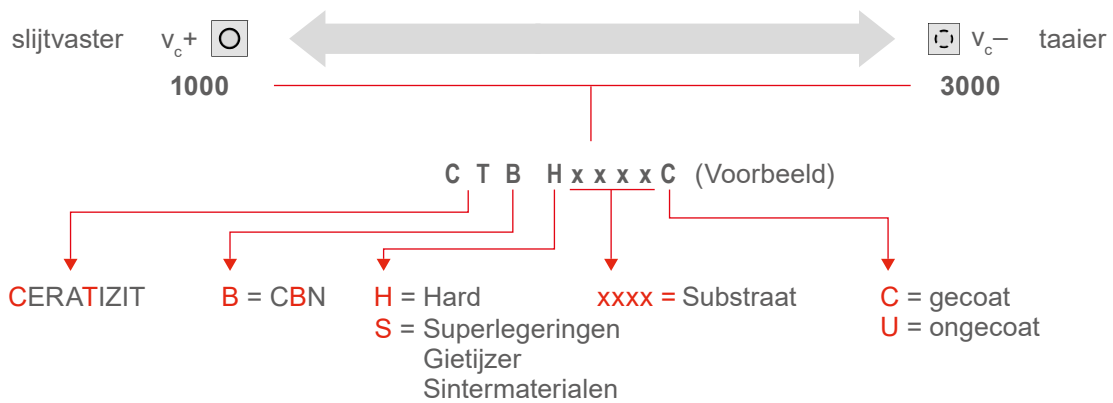 slijtvaster vc+ vc– taaier
1000 3000
C T B H x x x x C (Voorbeeld)
CERATIZIT B = CBN H = Hard xxxx = Substraat C = gecoat
S = Superlegeringen U = ongecoat
Gietijzer
Sintermaterialen